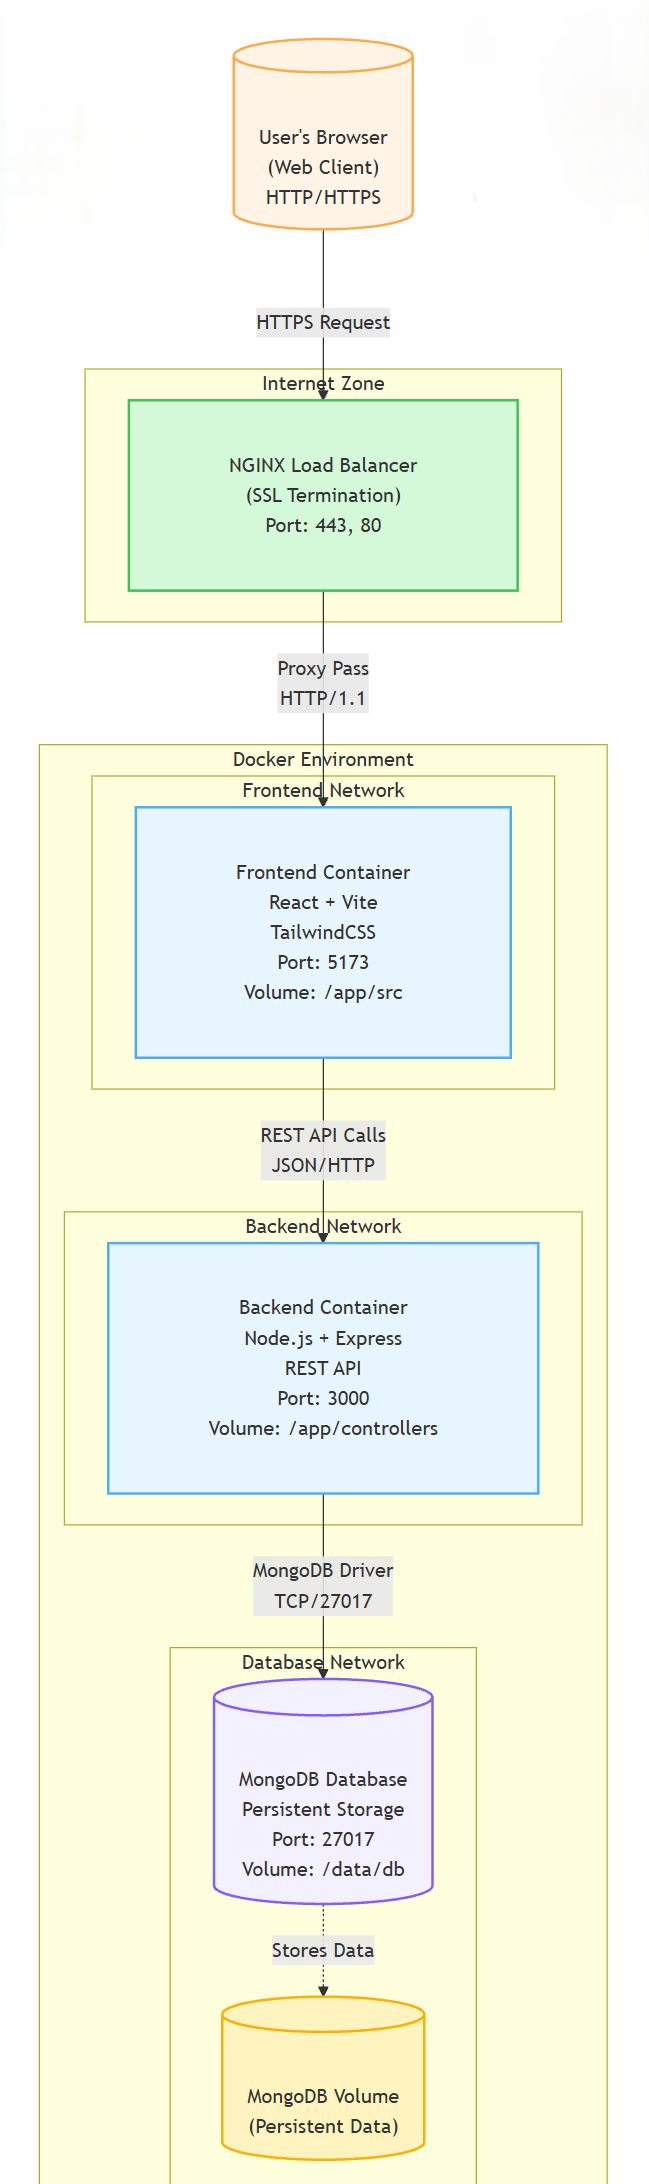 User's Browser
(Web Client)
HTTP/HTTPS
HTTPS Request
Internet Zone
NGINX Load Balancer
(SSL Termination)
Port: 443, 80
Proxy Pass
HTTP/1.1
Docker Environment
Frontend Network
Frontend Container
React + Vite
TailwindCSS
Port: 5173
Volume: /app/src
REST API Calls
JSON/HTTP
Backend Network
Backend Container
Node.js + Express
REST API
Port: 3000
Volume: /app/controllers
MongoDB Driver
TCP/27017
Database Network
MongoDB Database
Persistent Storage
Port: 27017
Volume: /data/db
Stores Data
MongoDB Volume
(Persistent Data)